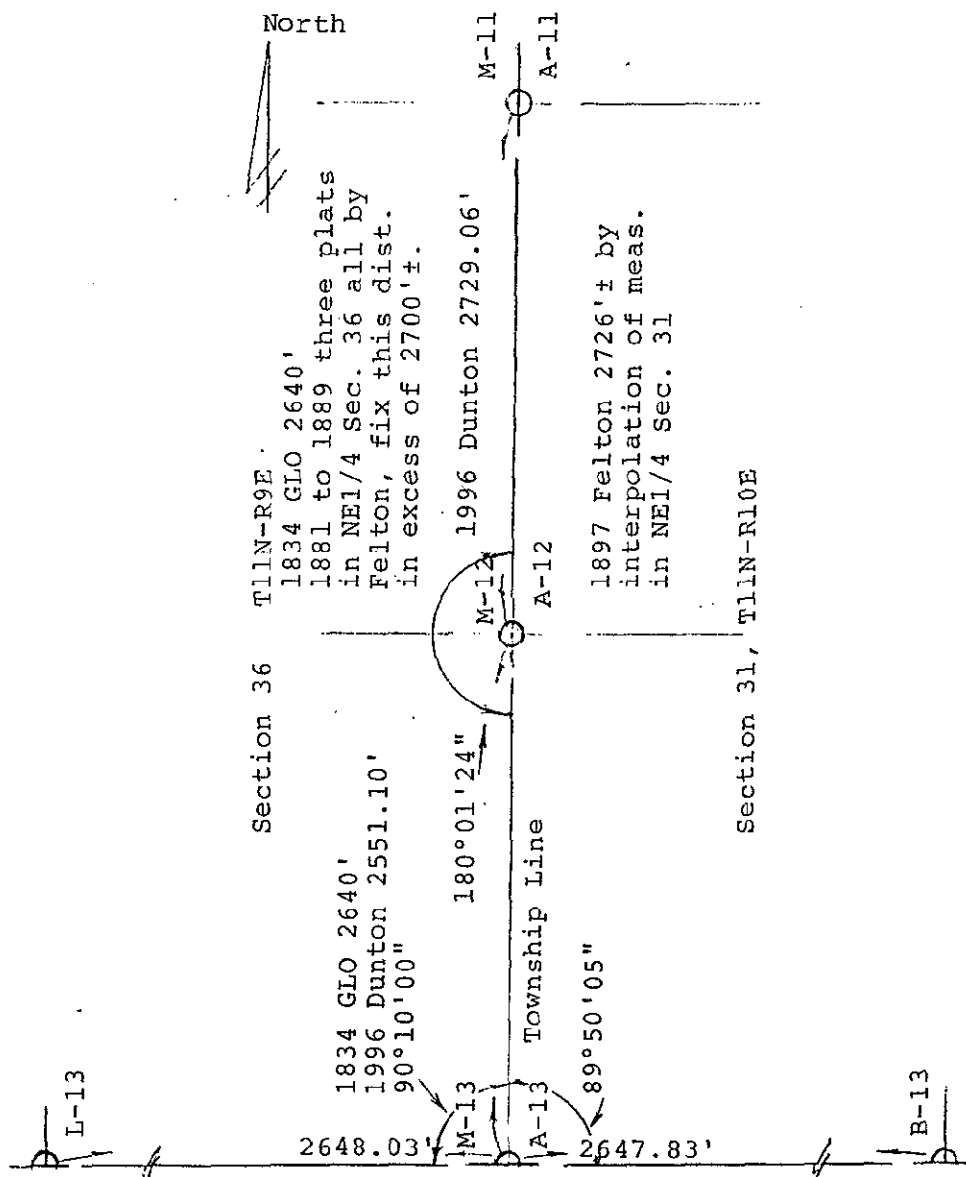 North
M-11
A-11
T11N-R9E
1834 GLO 2640'
1881 to 1889 three plats
in NE1/4 Sec. 36 all by
Felton, fix this dist.
in excess of 2700'±.
1996 Dunton 2729.06'
1897 Felton 2726'± by
interpolation of meas.
in NE1/4 Sec. 31
Section 36
M-12
A-12
Section 31, T11N-R10E
180°01'24"
1834 GLO 2640'
1996 Dunton 2551.10'
90°10'00"
Township Line
89°50'05"
L-13
2648.03'
M-13
A-13
2647.83'
B-13